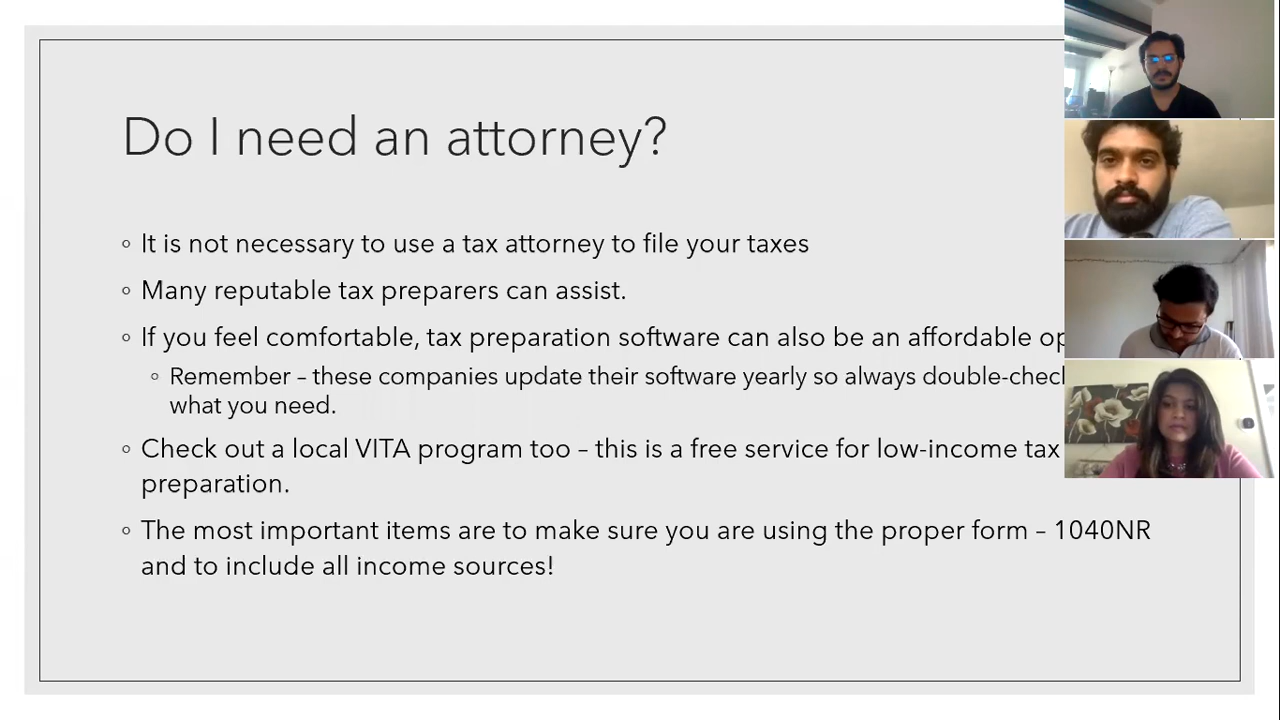 Do I need an attorney?
◦ It is not necessary to use a tax attorney to file your taxes
◦ Many reputable tax preparers can assist.
◦ If you feel comfortable, tax preparation software can also be an affordable
◦ Remember – these companies update their software yearly so always
what you need.
◦ Check out a local VITA program too – this is a free service for low-income tax
preparation.
◦ The most important items are to make sure you are using the proper form – 1040NR
and to include all income sources!